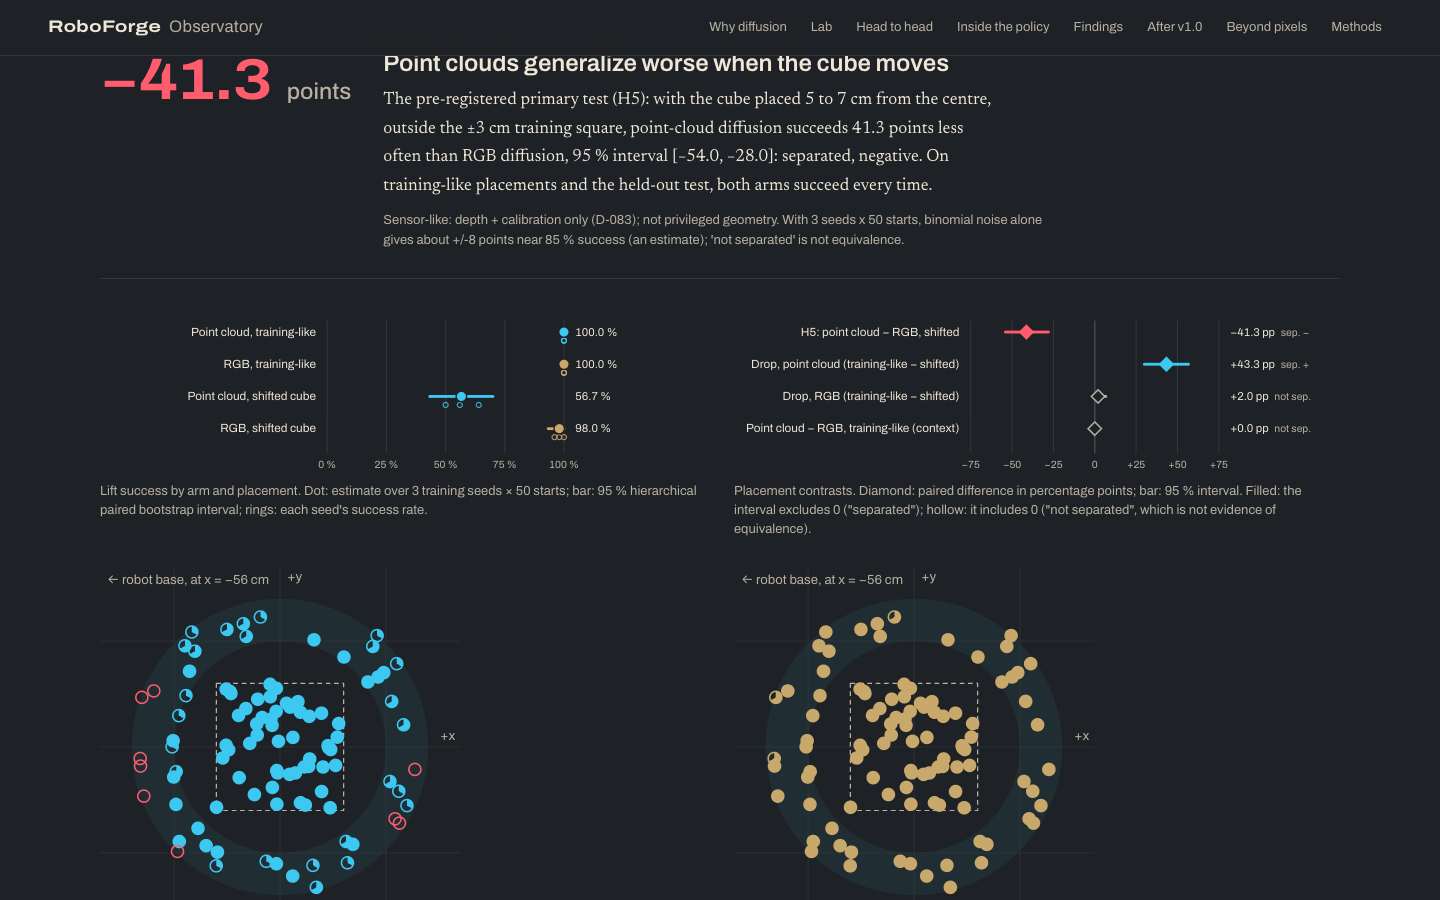 RoboForge Observatory
Why diffusion Lab Head to head Inside the policy Findings After v1.0 Beyond pixels Methods
−41.3 points
Point clouds generalize worse when the cube moves
The pre-registered primary test (H5): with the cube placed 5 to 7 cm from the centre,
outside the ±3 cm training square, point-cloud diffusion succeeds 41.3 points less
often than RGB diffusion, 95 % interval [−54.0, −28.0]: separated, negative. On
training-like placements and the held-out test, both arms succeed every time.
Sensor-like: depth + calibration only (D-083); not privileged geometry. With 3 seeds x 50 starts, binomial noise alone
gives about +/-8 points near 85 % success (an estimate); 'not separated' is not equivalence.
Point cloud, training-like 100.0 %
RGB, training-like 100.0 %
Point cloud, shifted cube 56.7 %
RGB, shifted cube 98.0 %
0 % 25 % 50 % 75 % 100 %
Lift success by arm and placement. Dot: estimate over 3 training seeds × 50 starts; bar: 95 % hierarchical
paired bootstrap interval; rings: each seed's success rate.
H5: point cloud − RGB, shifted −41.3 pp sep. −
Drop, point cloud (training-like − shifted) +43.3 pp sep. +
Drop, RGB (training-like − shifted) +2.0 pp not sep.
Point cloud − RGB, training-like (context) +0.0 pp not sep.
−75 −50 −25 0 +25 +50 +75
Placement contrasts. Diamond: paired difference in percentage points; bar: 95 % interval. Filled: the
interval excludes 0 ("separated"); hollow: it includes 0 ("not separated", which is not evidence of
equivalence).
← robot base, at x = −56 cm +y
+x
← robot base, at x = −56 cm +y
+x